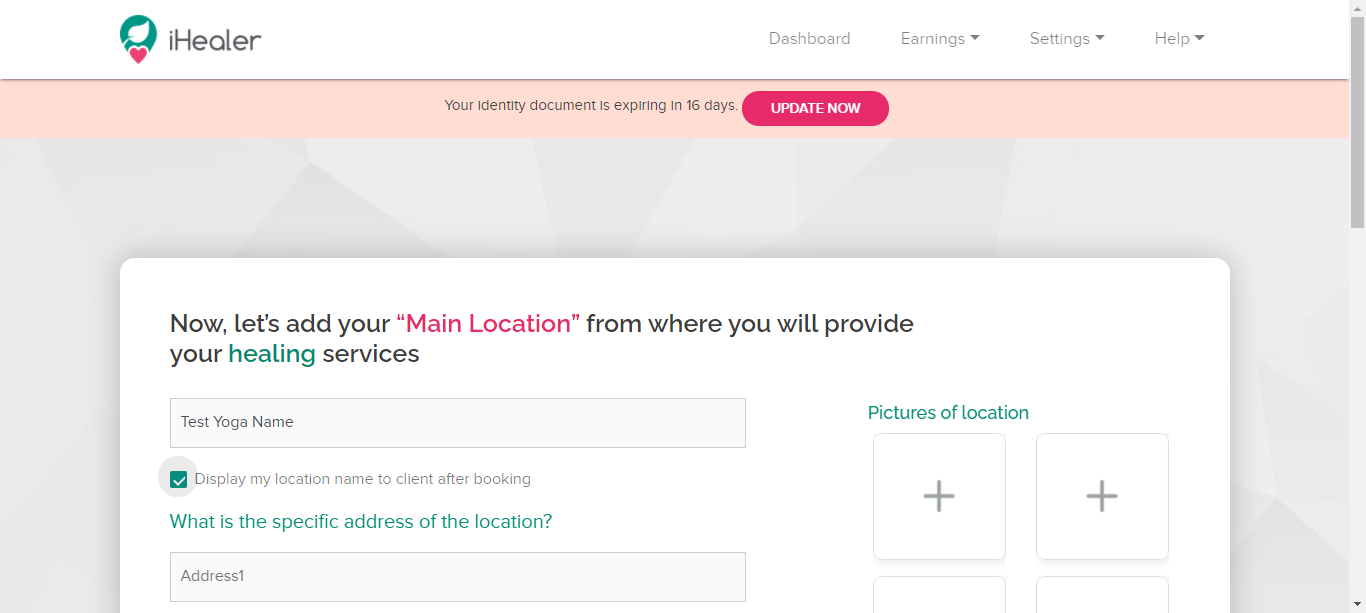 iHealer
Dashboard
Earnings
Settings
Help
Your identity document is expiring in 16 days.
UPDATE NOW
Now, let's add your “Main Location” from where you will provide
your healing services
Test Yoga Name
Pictures of location
Display my location name to client after booking
What is the specific address of the location?
Address1